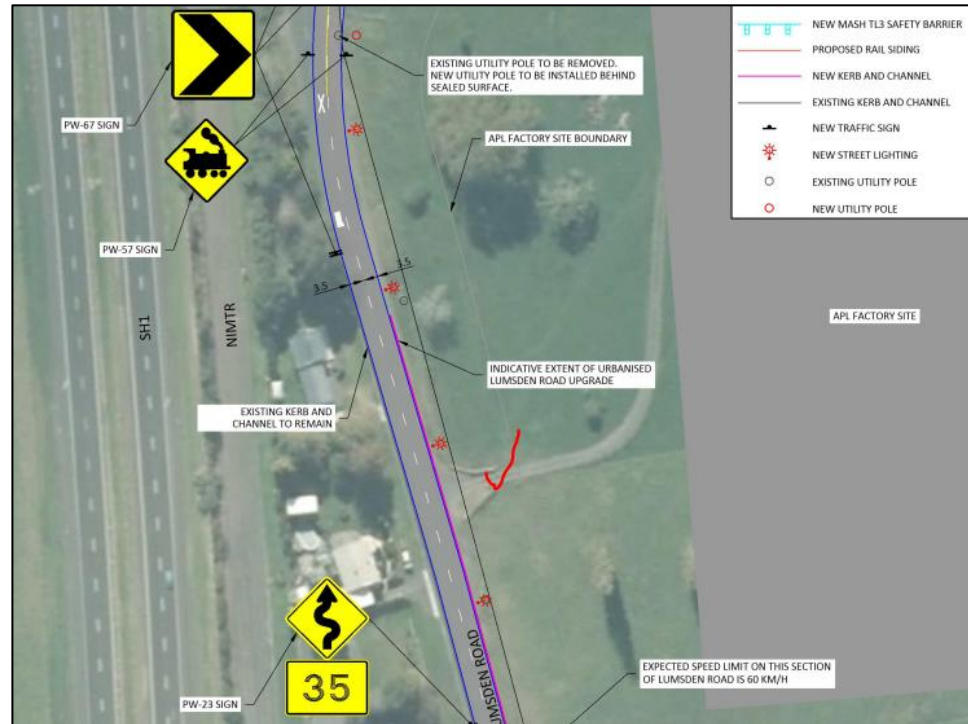 NEW MASH TL3 SAFETY BARRIER
PROPOSED RAIL SIDING
NEW KERB AND CHANNEL
EXISTING KERB AND CHANNEL
NEW TRAFFIC SIGN
NEW STREET LIGHTING
EXISTING UTILITY POLE
NEW UTILITY POLE
EXISTING UTILITY POLE TO BE REMOVED.
NEW UTILITY POLE TO BE INSTALLED BEHIND
SEALED SURFACE.
PW-67 SIGN
APL FACTORY SITE BOUNDARY
PW-57 SIGN
3.5
3.5
SH1
NIMTR
APL FACTORY SITE
INDICATIVE EXTENT OF URBANISED
LUMSDEN ROAD UPGRADE
EXISTING KERB AND
CHANNEL TO REMAIN
35
PW-23 SIGN
UMSDEN ROAD
EXPECTED SPEED LIMIT ON THIS SECTION
OF LUMSDEN ROAD IS 60 KM/H